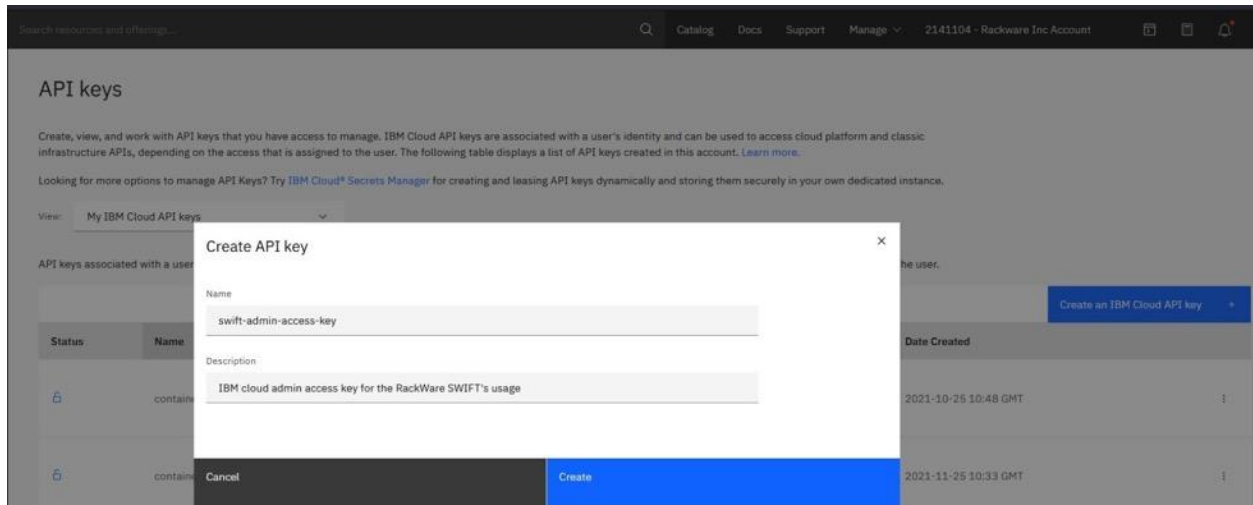 Search resources and offerings...
Catalog
Docs
Support
Manage
2141104 - Rackware Inc Account
API keys
Create, view, and work with API keys that you have access to manage. IBM Cloud API keys are associated with a user's identity and can be used to access cloud platform and classic
infrastructure APIs, depending on the access that is assigned to the user. The following table displays a list of API keys created in this account. Learn more.
Looking for more options to manage API Keys? Try IBM Cloud® Secrets Manager for creating and leasing API keys dynamically and storing them securely in your own dedicated instance.
View:
My IBM Cloud API keys
API keys associated with a user
he user.
Create an IBM Cloud API key +
Status
Name
Date Created
contain
2021-10-25 10:48 GMT
contain
2021-11-25 10:33 GMT
Create API key
Name
swift-admin-access-key
Description
IBM cloud admin access key for the RackWare SWIFT's usage
Cancel
Create